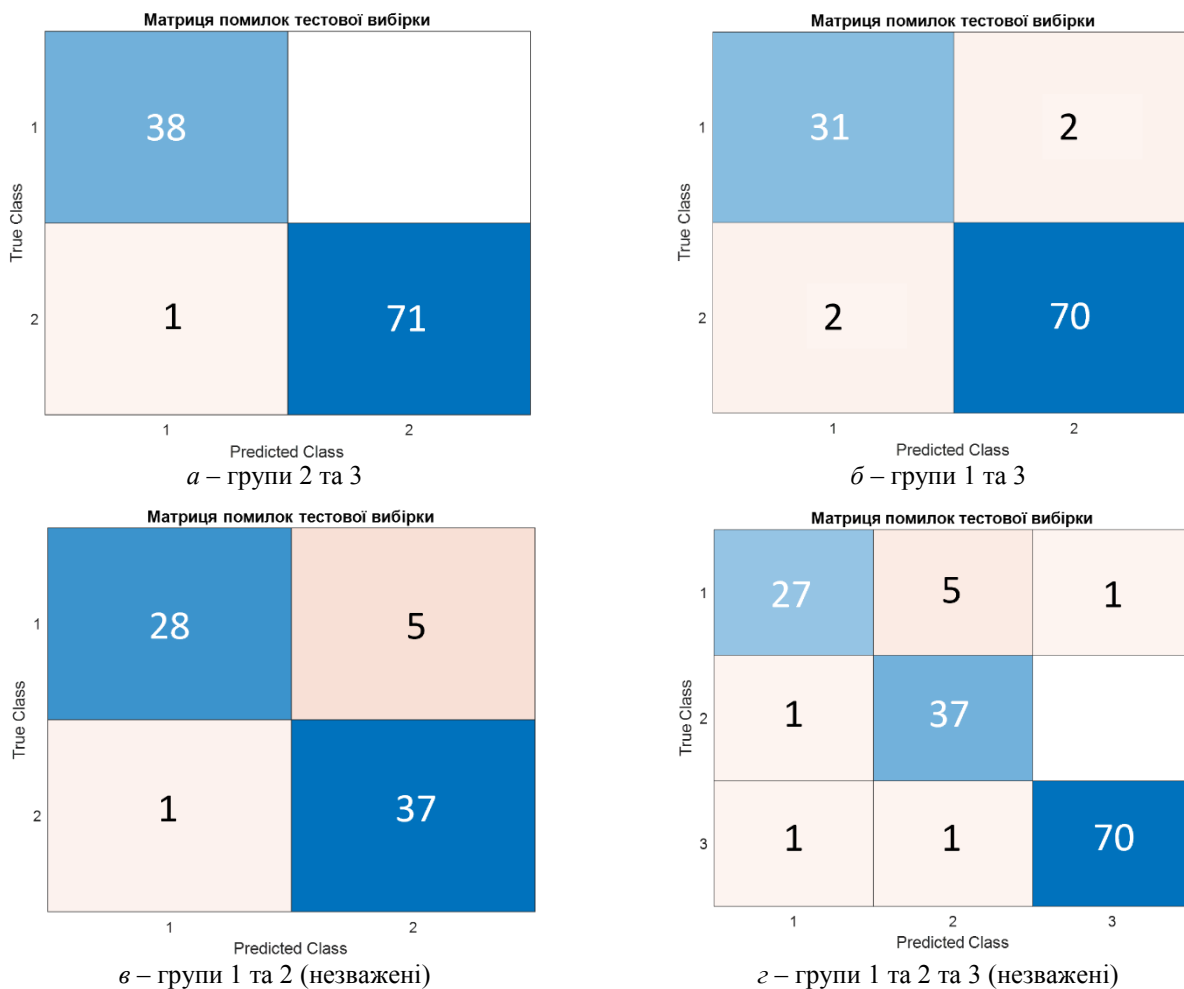 Матриця помилок тестової вибірки
True Class
1
38
2
1
71
1
2
Predicted Class
а – групи 2 та 3
Матриця помилок тестової вибірки
True Class
1
31
2
2
2
70
1
2
Predicted Class
б – групи 1 та 3
Матриця помилок тестової вибірки
True Class
1
28
5
2
1
37
1
2
Predicted Class
в – групи 1 та 2 (незважені)
Матриця помилок тестової вибірки
True Class
1
27
5
1
2
1
37
3
1
1
70
1
2
3
Predicted Class
г – групи 1 та 2 та 3 (незважені)